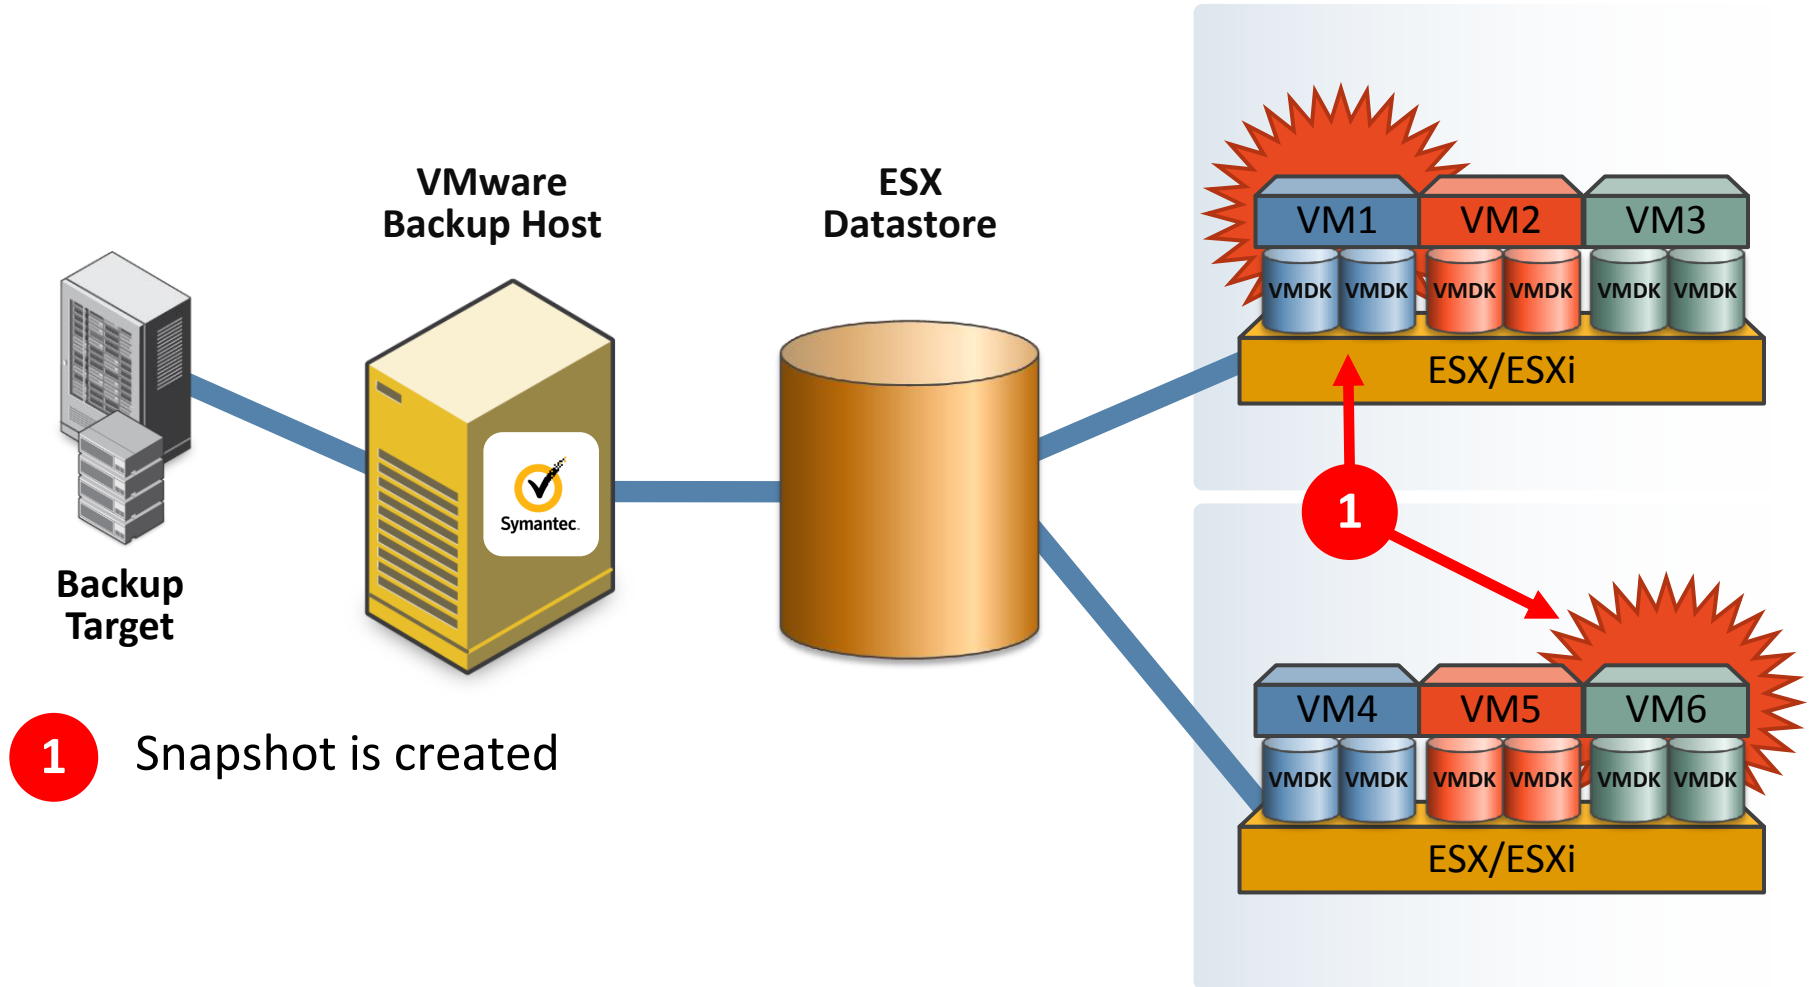 VMware
Backup Host
ESX
Datastore
VM1 VM2 VM3
VMDK VMDK VMDK VMDK VMDK VMDK
ESX/ESXi
1
Symantec.
Backup
Target
VM4 VM5 VM6
VMDK VMDK VMDK VMDK VMDK VMDK
ESX/ESXi
1 Snapshot is created